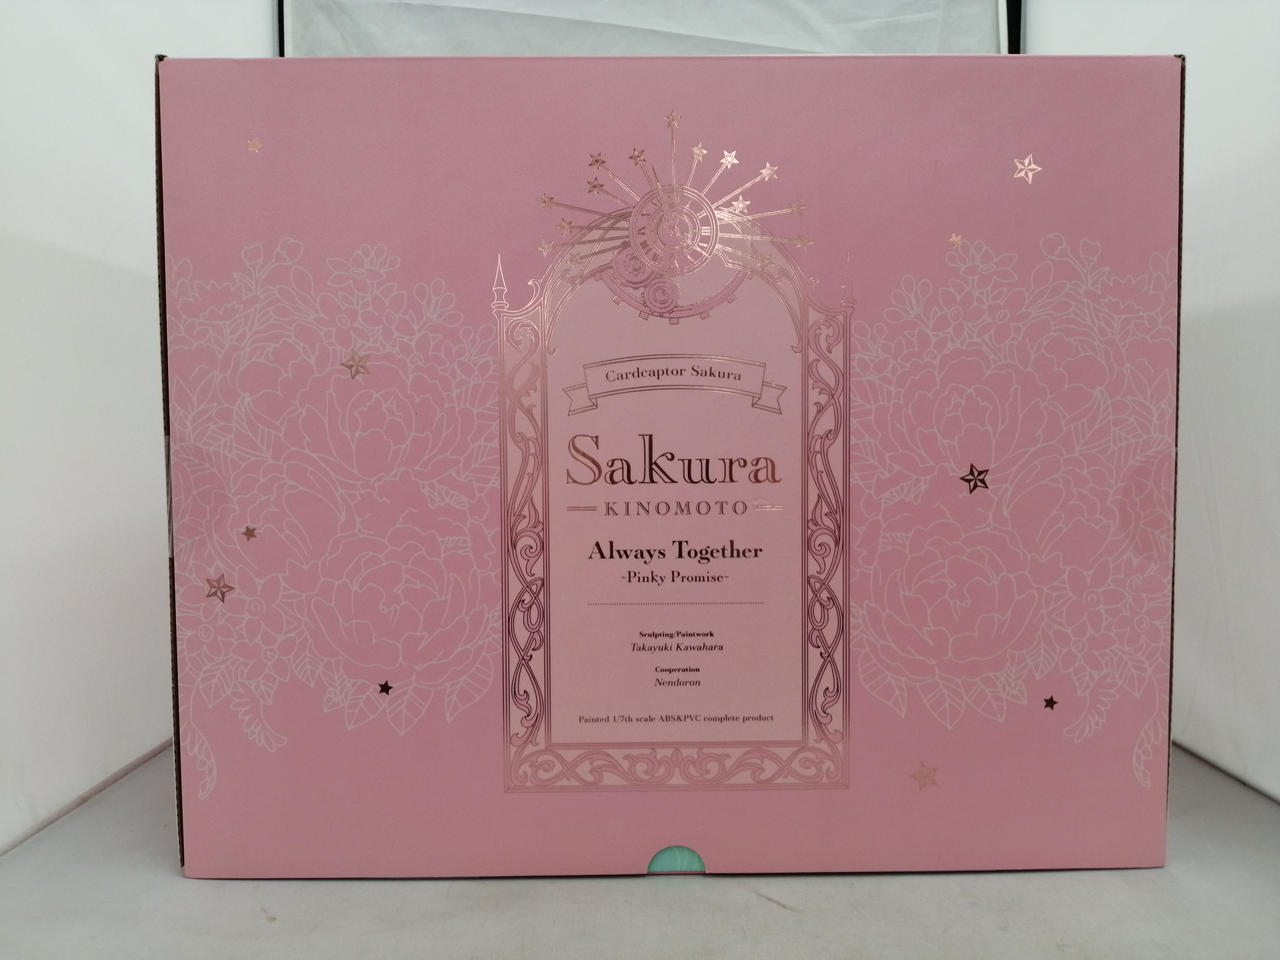 Cardcaptor Sakura
Sakura
KINOMOTO
Always Together
-Pinky Promise-
Sculpting/Paintwork
Takayuki Kawahara
Cooperation
Nendoron
Painted 1/7th scale ABS&PVC complete product